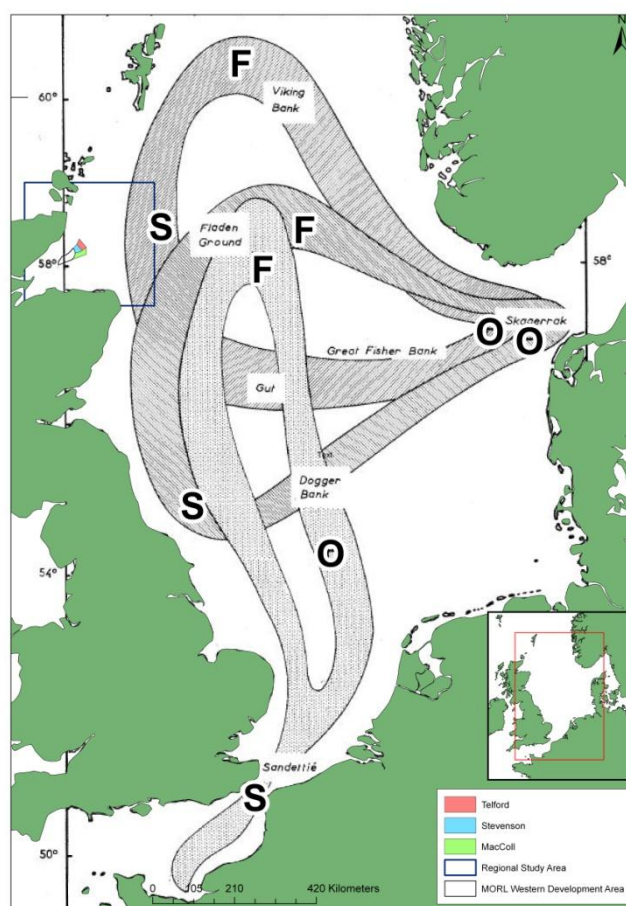 N
60°
F
Viking
Bank
S
Fladen
Ground
F
F
58°
58°
Skagerrak
O
O
Great Fisher Bank
Gut
Text
Dogger
Bank
S
O
54°
Sandettié
S
50°
0 105 210 420 Kilometers
Telford
Stevenson
MacColl
Regional Study Area
MORL Western Development Area